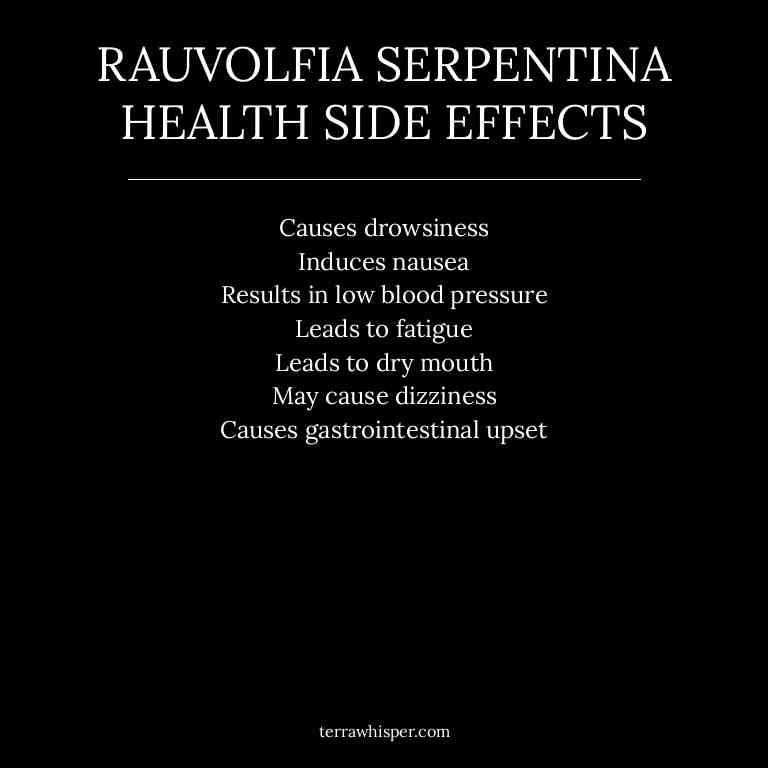 RAUVOLFIA SERPENTINA
HEALTH SIDE EFFECTS
Causes drowsiness
Induces nausea
Results in low blood pressure
Leads to fatigue
Leads to dry mouth
May cause dizziness
Causes gastrointestinal upset
terrawhisper.com